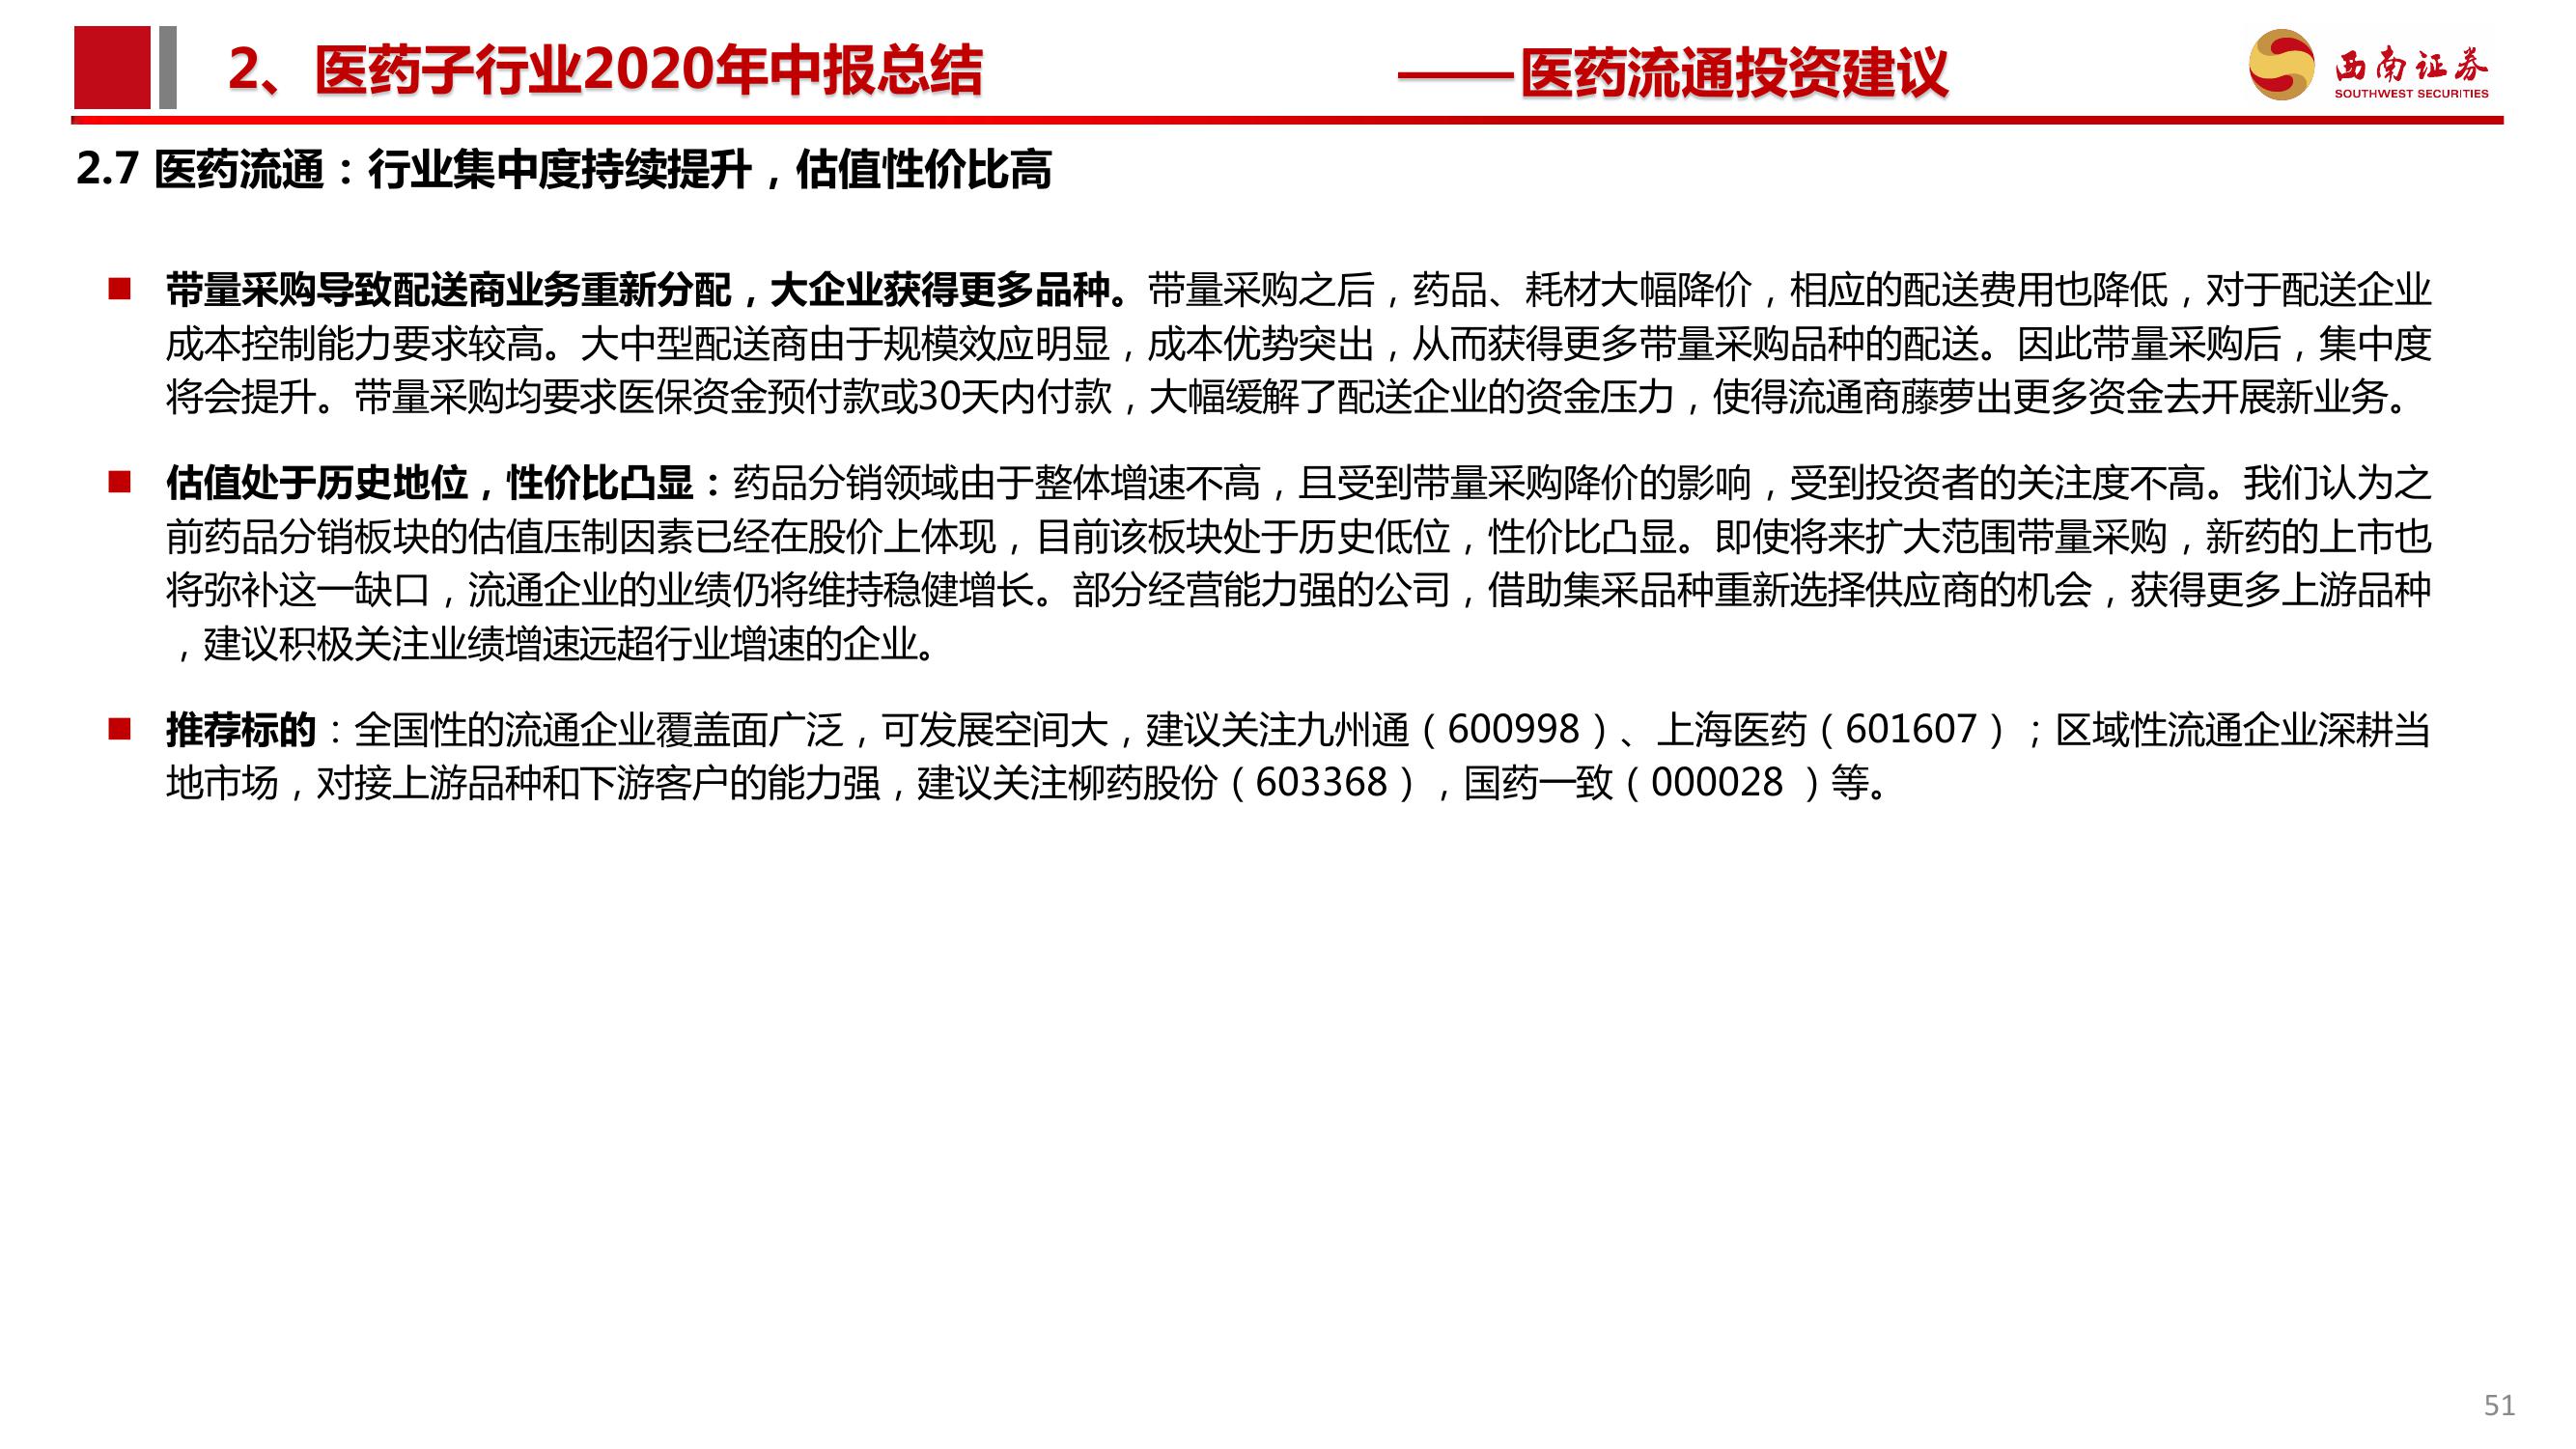 2、医药子行业2020年中报总结
——医药流通投资建议
西南证券
SOUTHWEST SECURITIES
2.7 医药流通：行业集中度持续提升，估值性价比高
■ 带量采购导致配送商业务重新分配，大企业获得更多品种。带量采购之后，药品、耗材大幅降价，相应的配送费用也降低，对于配送企业
成本控制能力要求较高。大中型配送商由于规模效应明显，成本优势突出，从而获得更多带量采购品种的配送。因此带量采购后，集中度
将会提升。带量采购均要求医保资金预付款或30天内付款，大幅缓解了配送企业的资金压力，使得流通商藤萝出更多资金去开展新业务。
■ 估值处于历史地位，性价比凸显：药品分销领域由于整体增速不高，且受到带量采购降价的影响，受到投资者的关注度不高。我们认为之
前药品分销板块的估值压制因素已经在股价上体现，目前该板块处于历史低位，性价比凸显。即使将来扩大范围带量采购，新药的上市也
将弥补这一缺口，流通企业的业绩仍将维持稳健增长。部分经营能力强的公司，借助集采品种重新选择供应商的机会，获得更多上游品种
，建议积极关注业绩增速远超行业增速的企业。
■ 推荐标的：全国性的流通企业覆盖面广泛，可发展空间大，建议关注九州通（600998）、上海医药（601607）；区域性流通企业深耕当
地市场，对接上游品种和下游客户的能力强，建议关注柳药股份（603368），国药一致（000028 ）等。
51